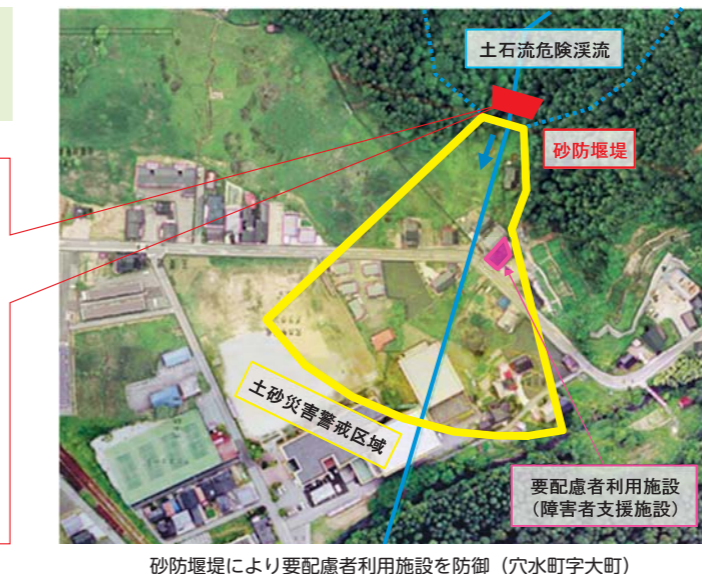 土石流危険渓流
砂防堰堤
土砂災害警戒区域
要配慮者利用施設
（障害者支援施設）
砂防堰堤により要配慮者利用施設を防御（穴水町字大町）